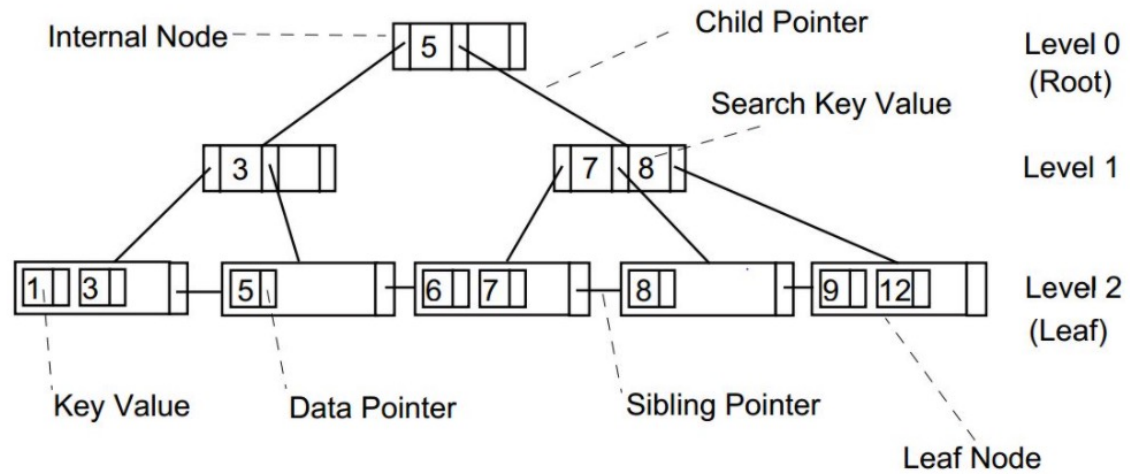 Internal Node
5
Child Pointer
Level 0
(Root)
Search Key Value
3
7 8
Level 1
1 3
5
6 7
8
9 12
Level 2
(Leaf)
Key Value
Data Pointer
Sibling Pointer
Leaf Node